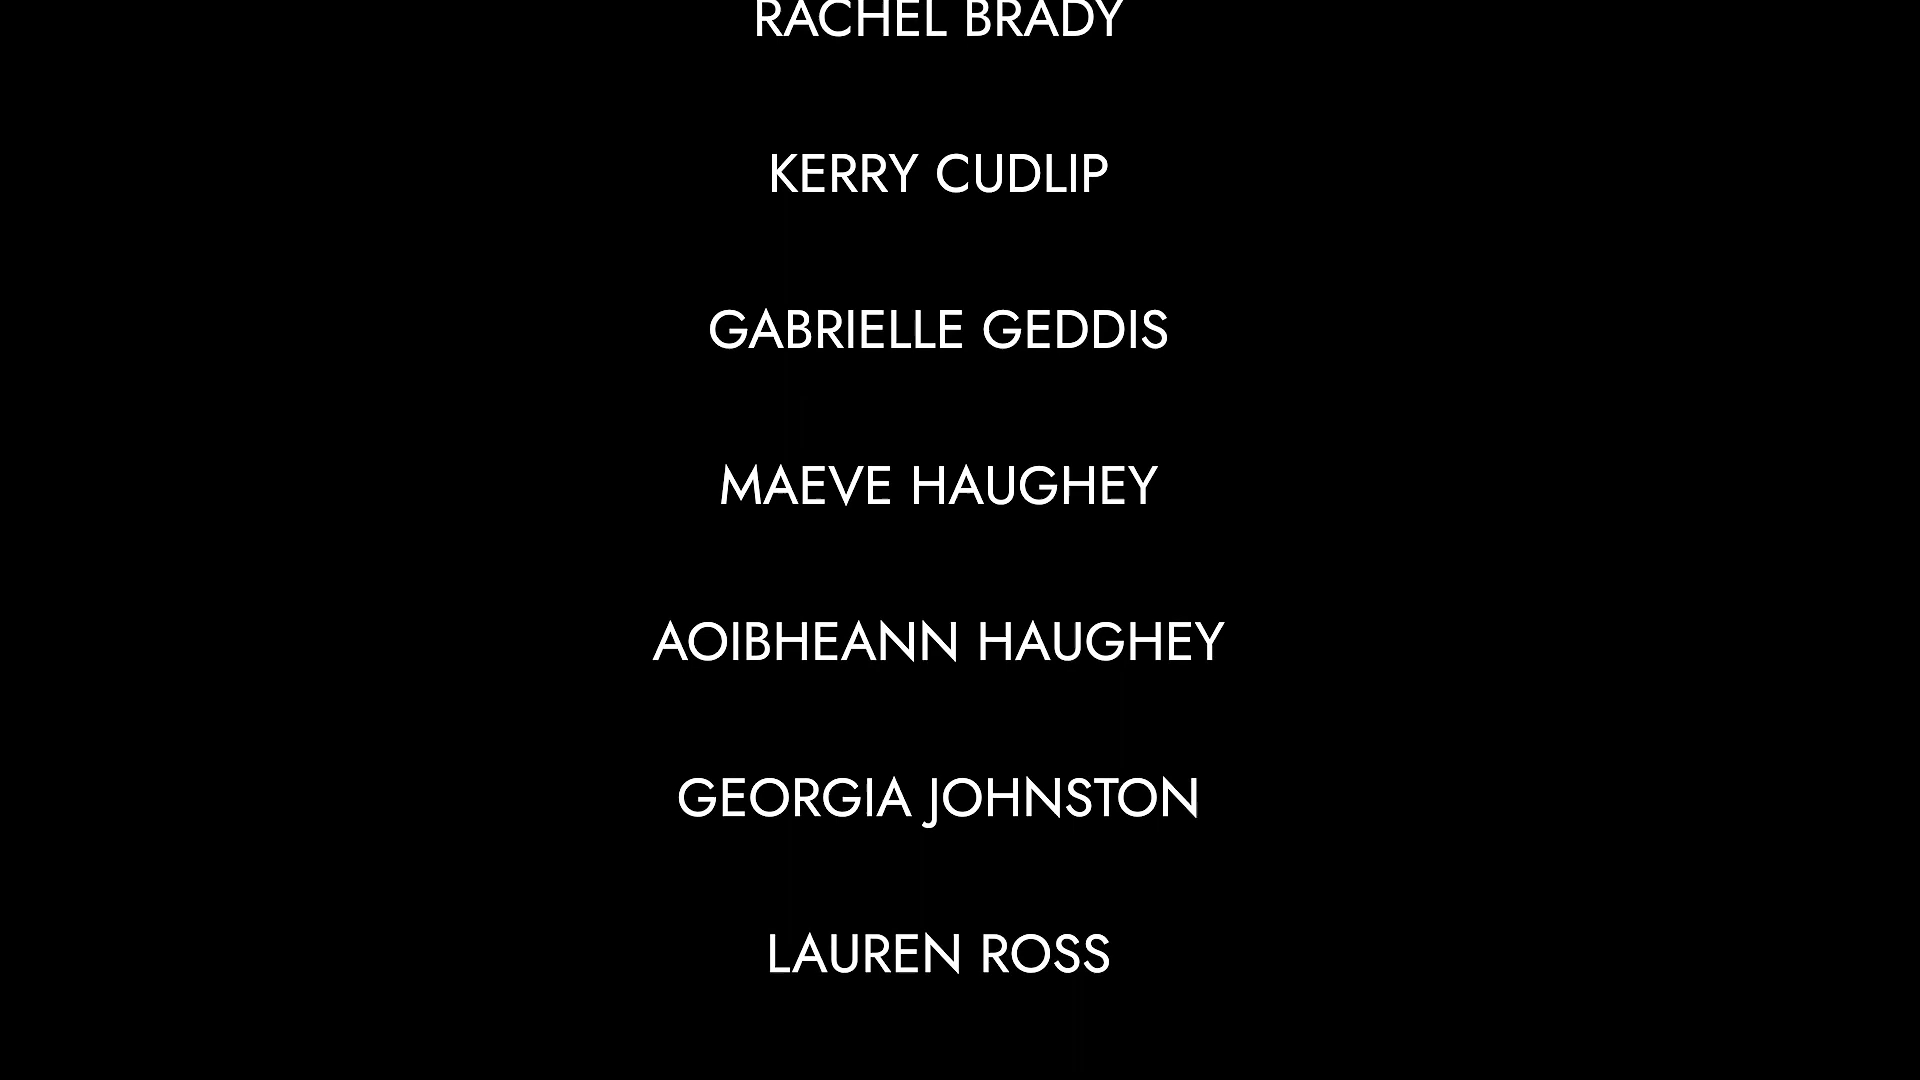 RACHEL BRADY
KERRY CUDLIP
GABRIELLE GEDDIS
MAEVE HAUGHEY
AOIBHEANN HAUGHEY
GEORGIA JOHNSTON
LAUREN ROSS